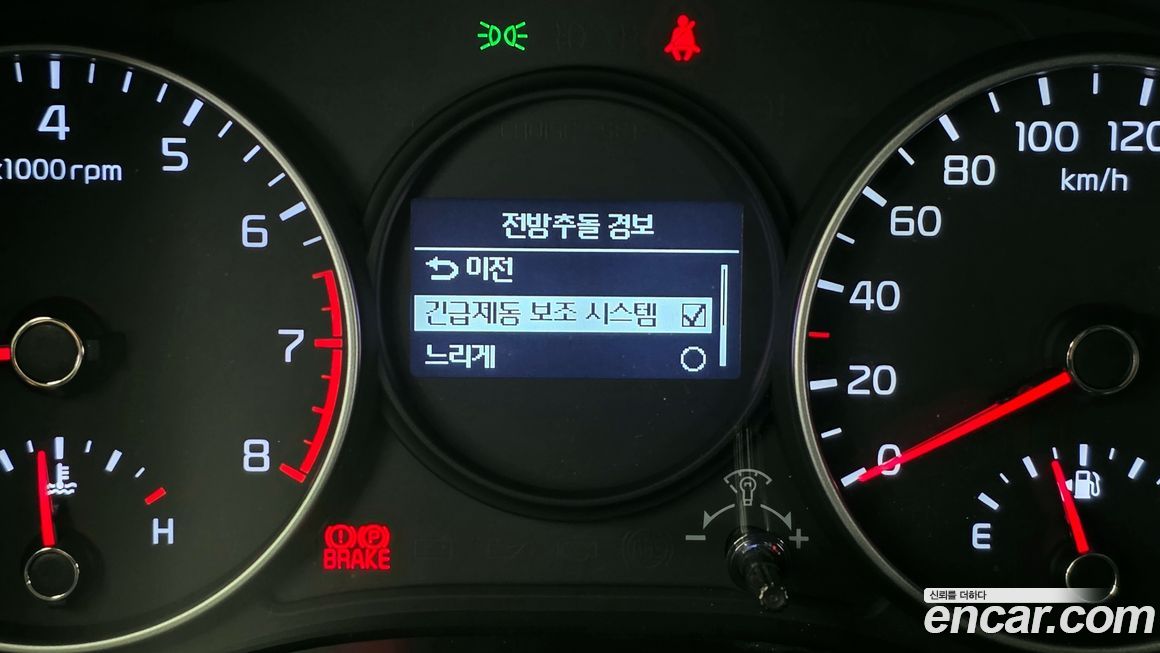 4
5
x1000rpm
6
7
8
H
전방추돌 경보
이전
긴급제동 보조 시스템
느리게
BRAKE
P
- +
100 120
80
km/h
60
40
20
0
E
신뢰를 더하다
encar.com